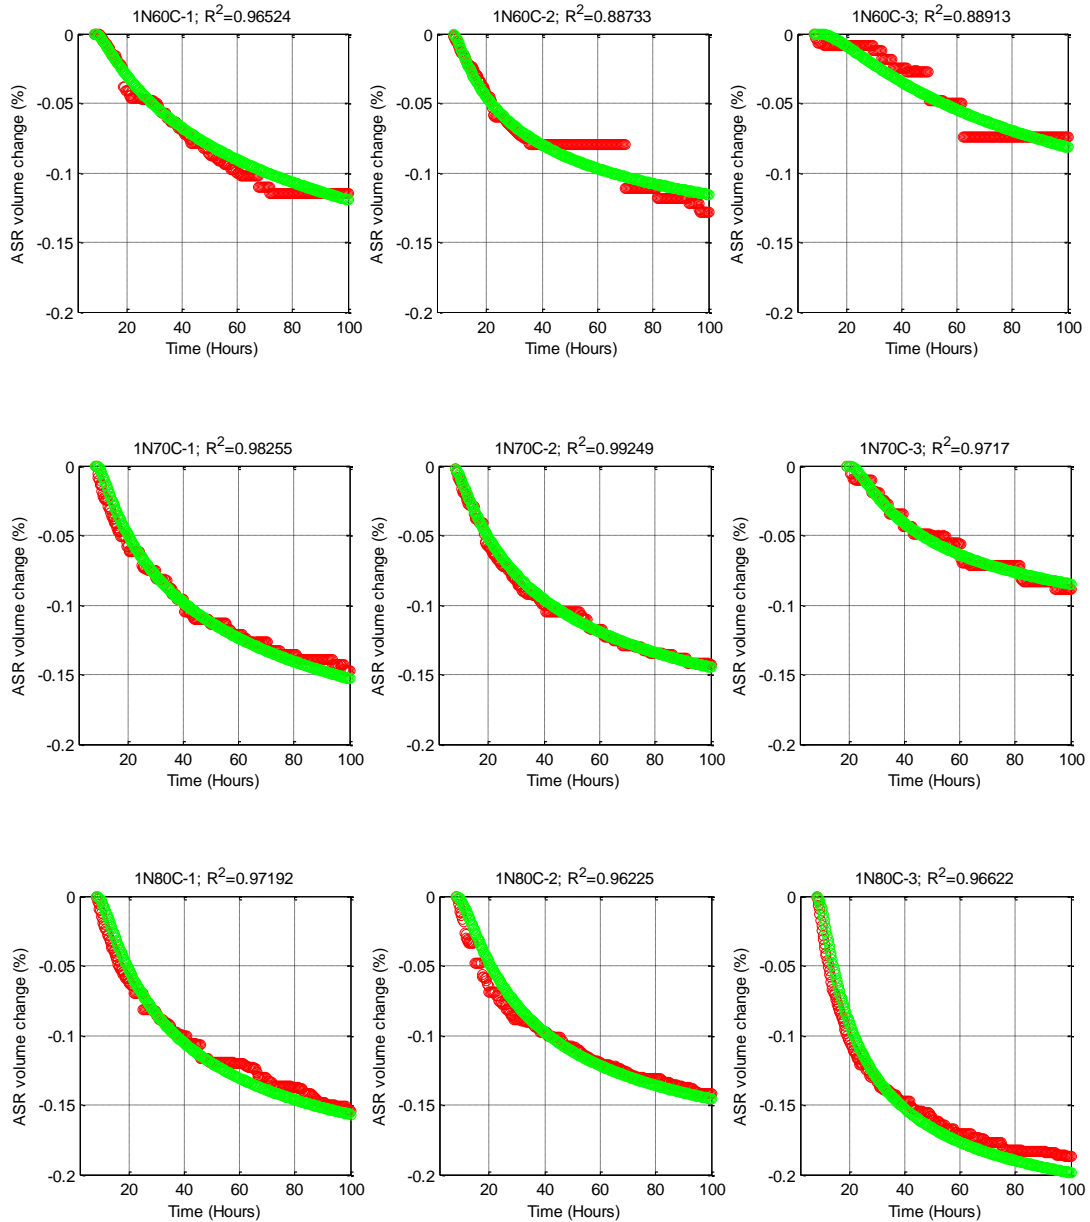 1N60C-1; R²=0.96524
0
-0.05
-0.1
-0.15
-0.2
20 40 60 80 100
ASR volume change (%)
Time (Hours)
1N60C-2; R²=0.88733
0
-0.05
-0.1
-0.15
-0.2
20 40 60 80 100
ASR volume change (%)
Time (Hours)
1N60C-3; R²=0.88913
0
-0.05
-0.1
-0.15
-0.2
20 40 60 80 100
ASR volume change (%)
Time (Hours)
1N70C-1; R²=0.98255
0
-0.05
-0.1
-0.15
-0.2
20 40 60 80 100
ASR volume change (%)
Time (Hours)
1N70C-2; R²=0.99249
0
-0.05
-0.1
-0.15
-0.2
20 40 60 80 100
ASR volume change (%)
Time (Hours)
1N70C-3; R²=0.9717
0
-0.05
-0.1
-0.15
-0.2
20 40 60 80 100
ASR volume change (%)
Time (Hours)
1N80C-1; R²=0.97192
0
-0.05
-0.1
-0.15
-0.2
20 40 60 80 100
ASR volume change (%)
Time (Hours)
1N80C-2; R²=0.96225
0
-0.05
-0.1
-0.15
-0.2
20 40 60 80 100
ASR volume change (%)
Time (Hours)
1N80C-3; R²=0.96622
0
-0.05
-0.1
-0.15
-0.2
20 40 60 80 100
ASR volume change (%)
Time (Hours)